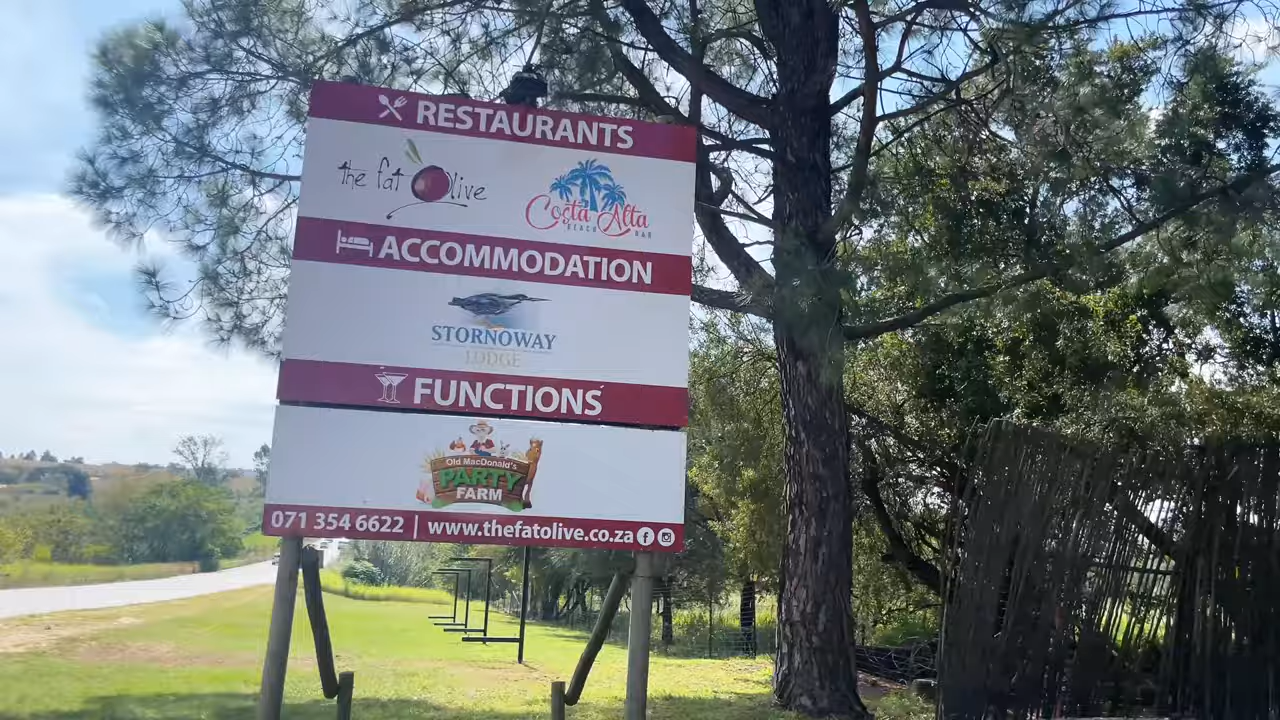 RESTAURANTS
the fat Olive
Costa Alta
BEACH BAR
ACCOMMODATION
STORNOWAY
LODGE
FUNCTIONS
Old MacDonald's
PARTY
FARM
071 354 6622 | www.thefatolive.co.za